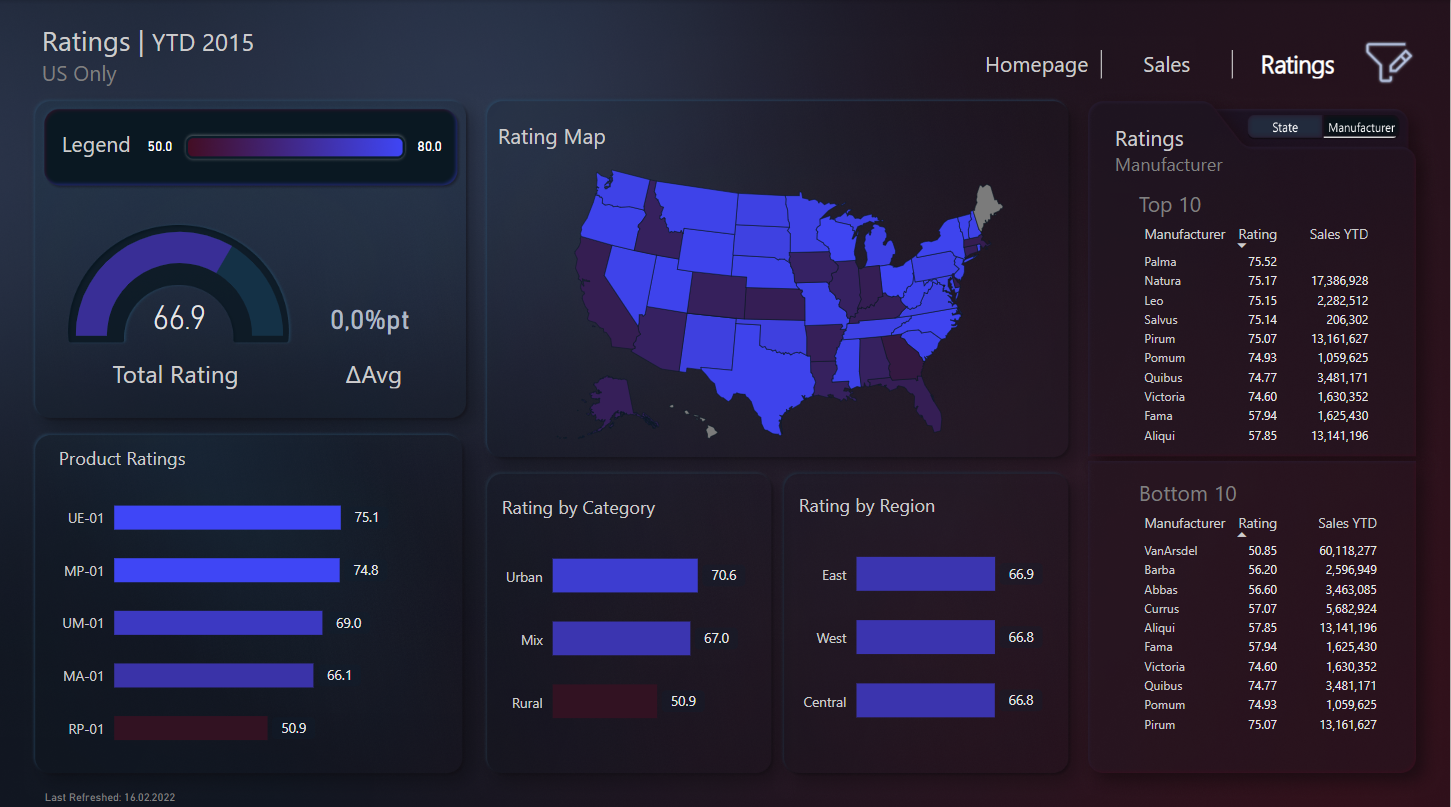 Ratings | YTD 2015
US Only
Homepage
Sales
Ratings
Legend 50.0 80.0
66.9
Total Rating
0,0%pt
ΔAvg
Product Ratings
UE-01 75.1
MP-01 74.8
UM-01 69.0
MA-01 66.1
RP-01 50.9
Rating Map
Rating by Category
Urban 70.6
Mix 67.0
Rural 50.9
Rating by Region
East 66.9
West 66.8
Central 66.8
State Manufacturer
Ratings
Manufacturer
Top 10
Manufacturer Rating Sales YTD
Palma 75.52
Natura 75.17 17,386,928
Leo 75.15 2,282,512
Salvus 75.14 206,302
Pirum 75.07 13,161,627
Pomum 74.93 1,059,625
Quibus 74.77 3,481,171
Victoria 74.60 1,630,352
Fama 57.94 1,625,430
Aliqui 57.85 13,141,196
Bottom 10
Manufacturer Rating Sales YTD
VanArsdel 50.85 60,118,277
Barba 56.20 2,596,949
Abbas 56.60 3,463,085
Currus 57.07 5,682,924
Aliqui 57.85 13,141,196
Fama 57.94 1,625,430
Victoria 74.60 1,630,352
Quibus 74.77 3,481,171
Pomum 74.93 1,059,625
Pirum 75.07 13,161,627
Last Refreshed: 16.02.2022